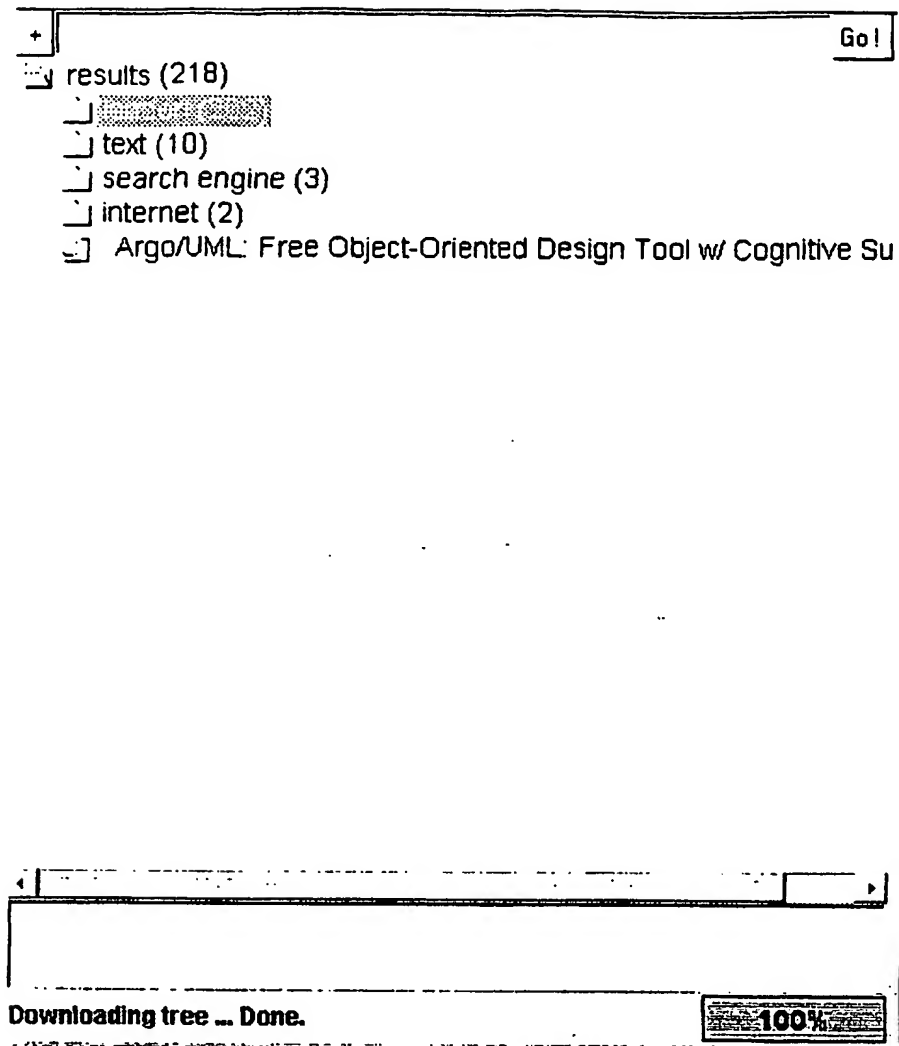 + Go!
results (218)
text (10)
search engine (3)
internet (2)
Argo/UML: Free Object-Oriented Design Tool w/ Cognitive Su
Downloading tree ... Done.
100%